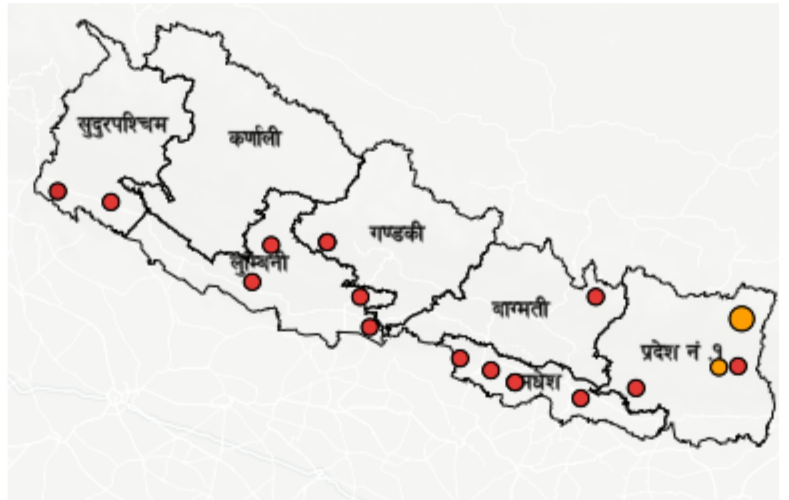 सुदुरपश्चिम
कर्णाली
गण्डकी
लुम्बिनी
बाग्मती
प्रदेश नं .१
मधेश